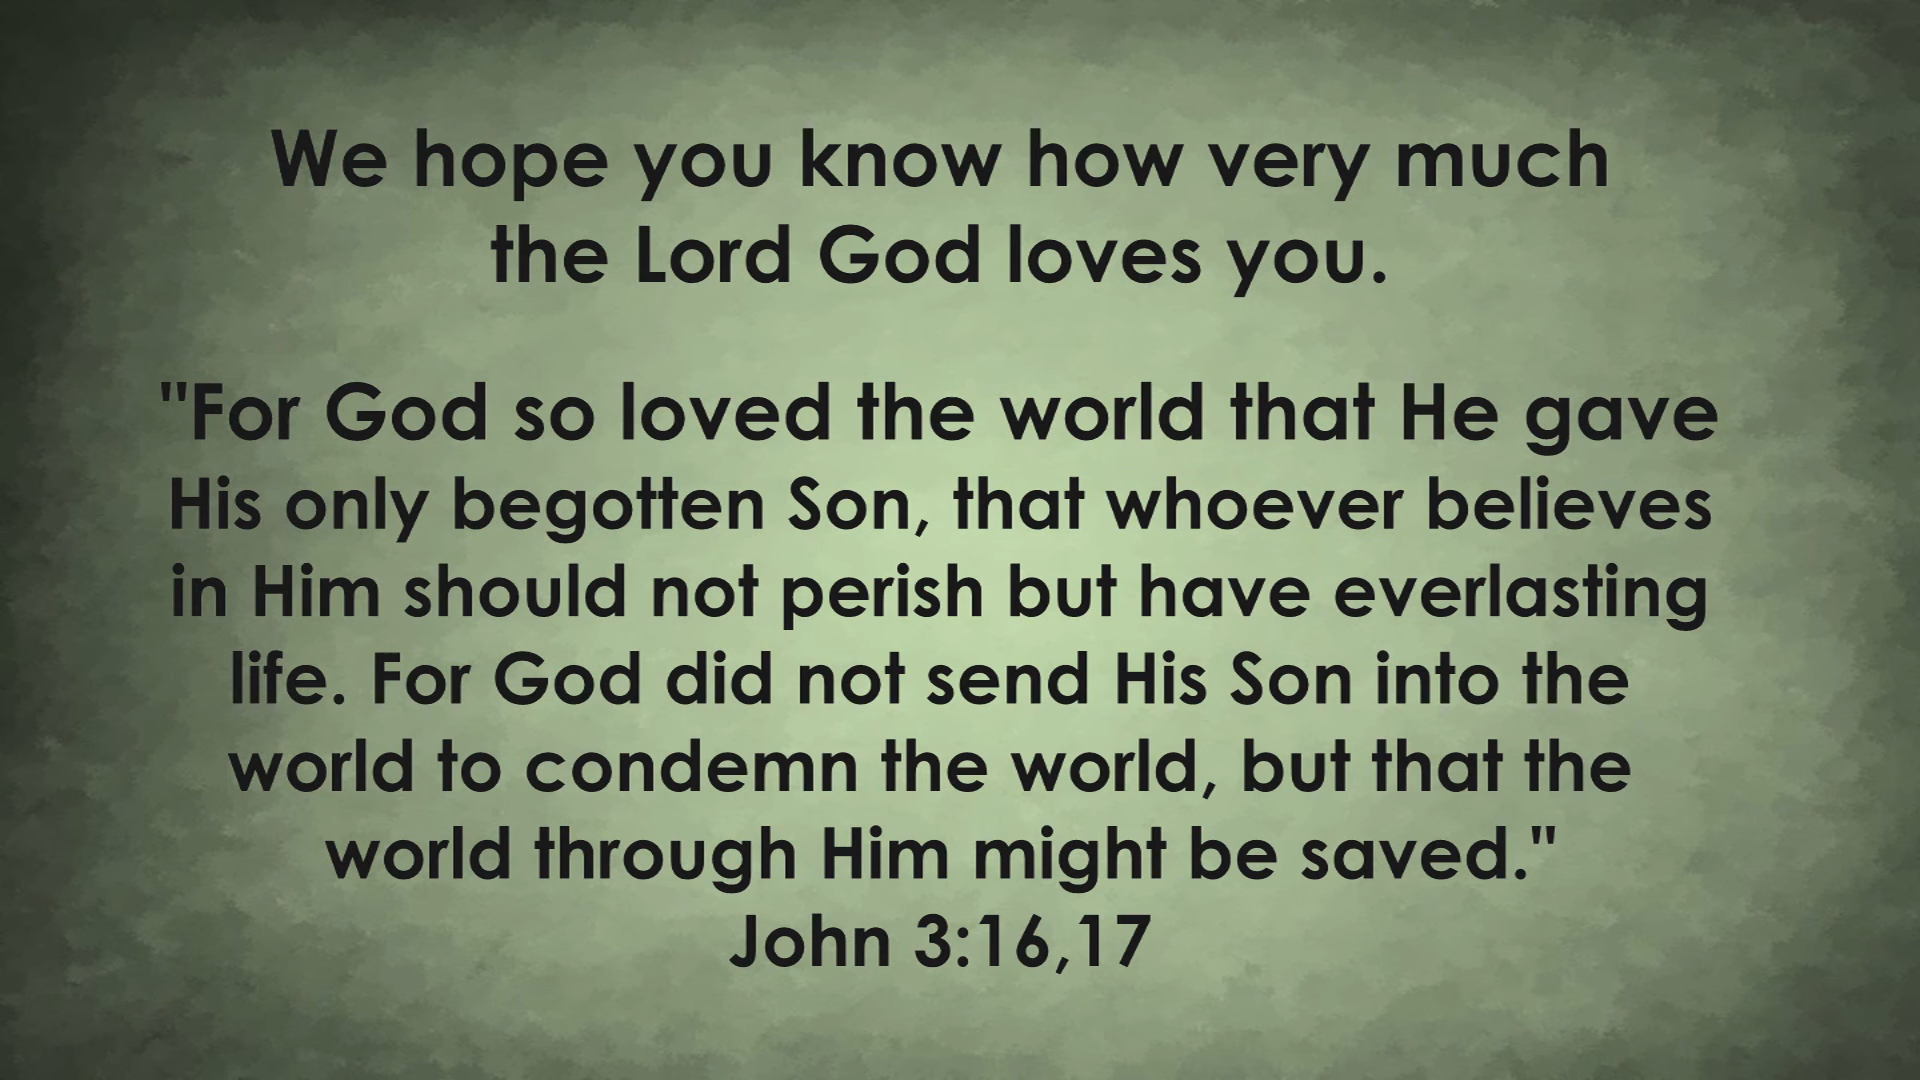 We hope you know how very much
the Lord God loves you.
"For God so loved the world that He gave
His only begotten Son, that whoever believes
in Him should not perish but have everlasting
life. For God did not send His Son into the
world to condemn the world, but that the
world through Him might be saved."
John 3:16,17